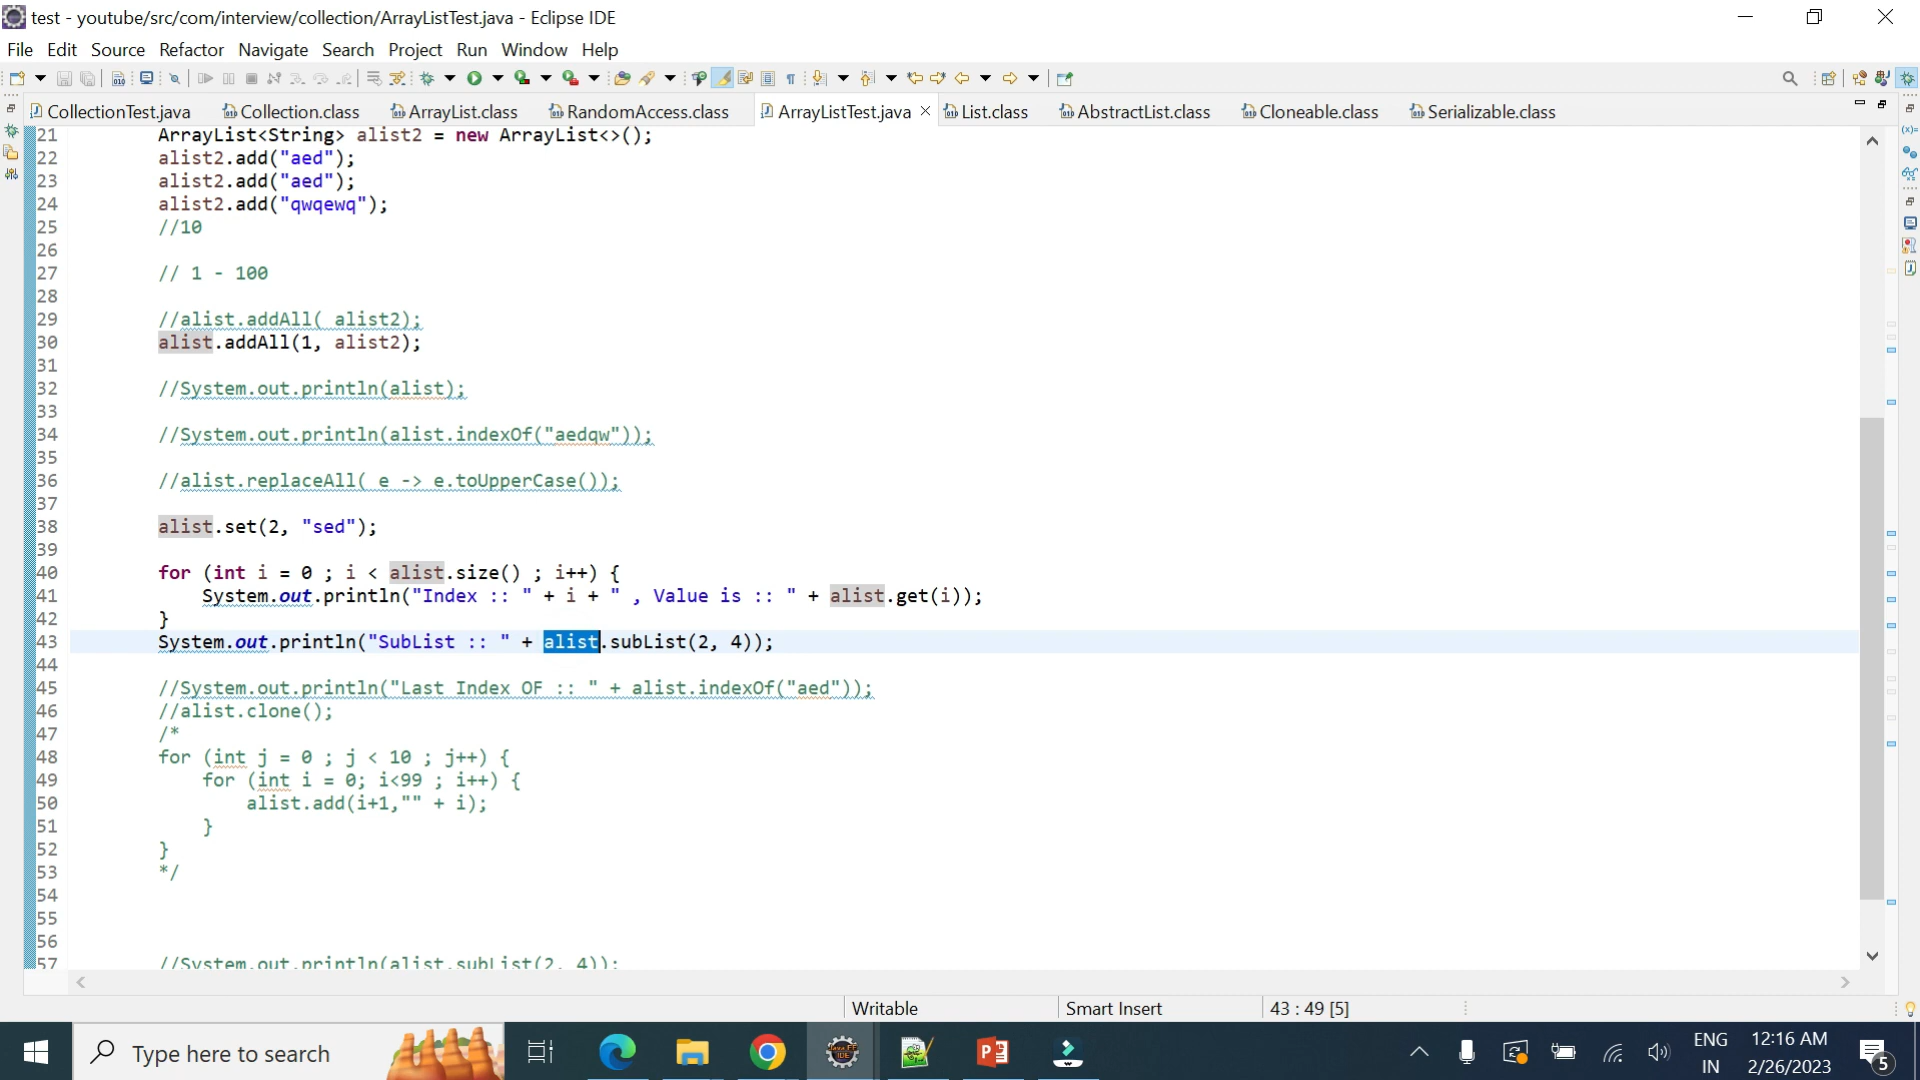 test - youtube/src/com/interview/collection/ArrayListTest.java - Eclipse IDE
File Edit Source Refactor Navigate Search Project Run Window Help
CollectionTest.java Collection.class ArrayList.class RandomAccess.class ArrayListTest.java List.class AbstractList.class Cloneable.class Serializable.class
21 ArrayList<String> alist2 = new ArrayList<>();
22 alist2.add("aed");
23 alist2.add("aed");
24 alist2.add("qwqewq");
25 //10
26
27 // 1 - 100
28
29 //alist.addAll( alist2);
30 alist.addAll(1, alist2);
31
32 //System.out.println(alist);
33
34 //System.out.println(alist.indexOf("aedqw"));
35
36 //alist.replaceAll( e -> e.toUpperCase());
37
38 alist.set(2, "sed");
39
40 for (int i = 0 ; i < alist.size() ; i++) {
41 System.out.println("Index :: " + i + " , Value is :: " + alist.get(i));
42 }
43 System.out.println("SubList :: " + alist.subList(2, 4));
44
45 //System.out.println("Last Index OF :: " + alist.indexOf("aed"));
46 //alist.clone();
47 /*
48 for (int j = 0 ; j < 10 ; j++) {
49 for (int i = 0; i<99 ; i++) {
50 alist.add(i+1,"" + i);
51 }
52 }
53 */
54
55
56
57 //System.out.println(alist.subList(2, 4));
Writable Smart Insert 43 : 49 [5]
Type here to search
ENG
IN
12:16 AM
2/26/2023
5